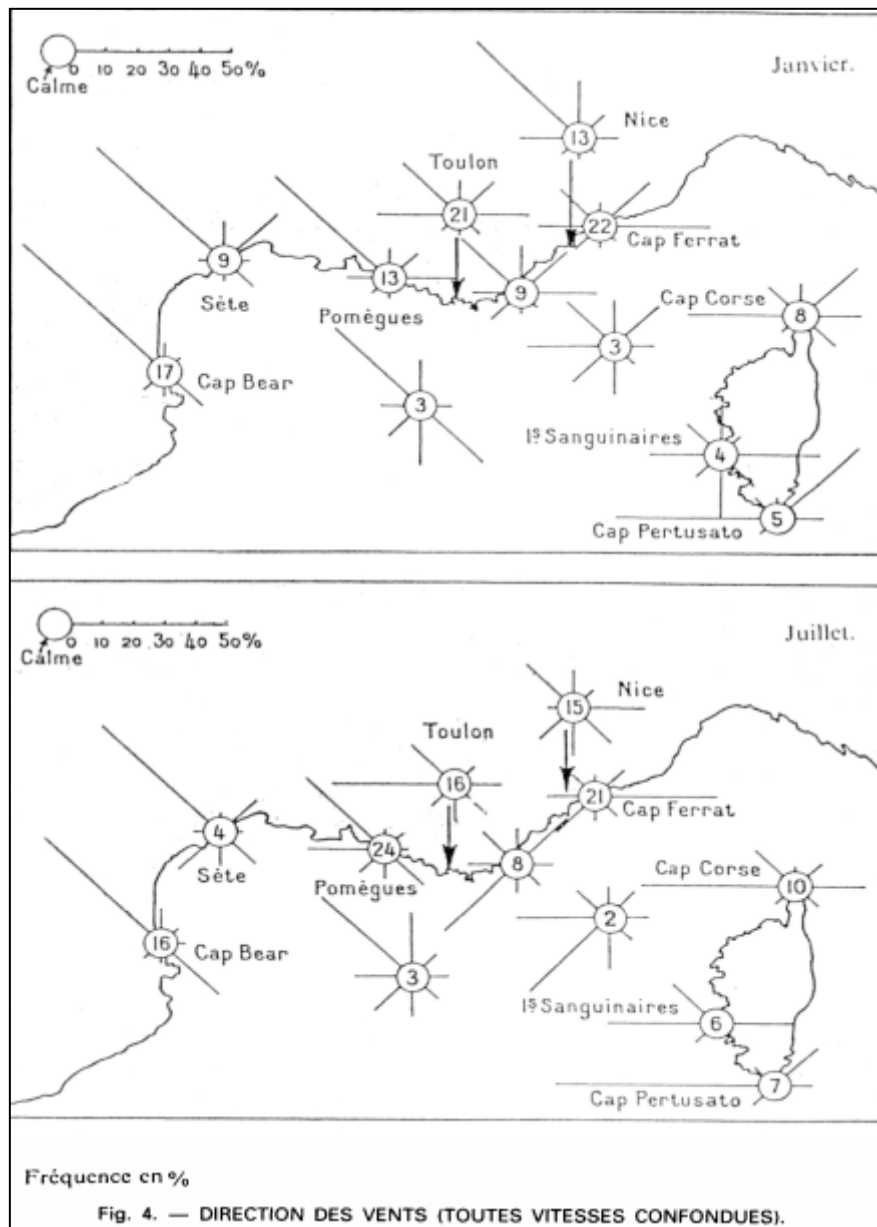 Janvier.
0 10 20 30 40 50%
Calme
Nice
13
Toulon
21
22
Cap Ferrat
9
Sète
13
Pomègues
9
Cap Corse
8
3
17
Cap Bear
3
Is Sanguinaires
4
Cap Pertusato
5
Juillet.
0 10 20 30 40 50%
Calme
Nice
15
Toulon
16
21
Cap Ferrat
4
Sète
24
Pomégues
8
Cap Corse
10
2
16
Cap Bear
3
Is Sanguinaires
6
Cap Pertusato
7
Fréquence en %
Fig. 4. — DIRECTION DES VENTS (TOUTES VITESSES CONFONDUES).